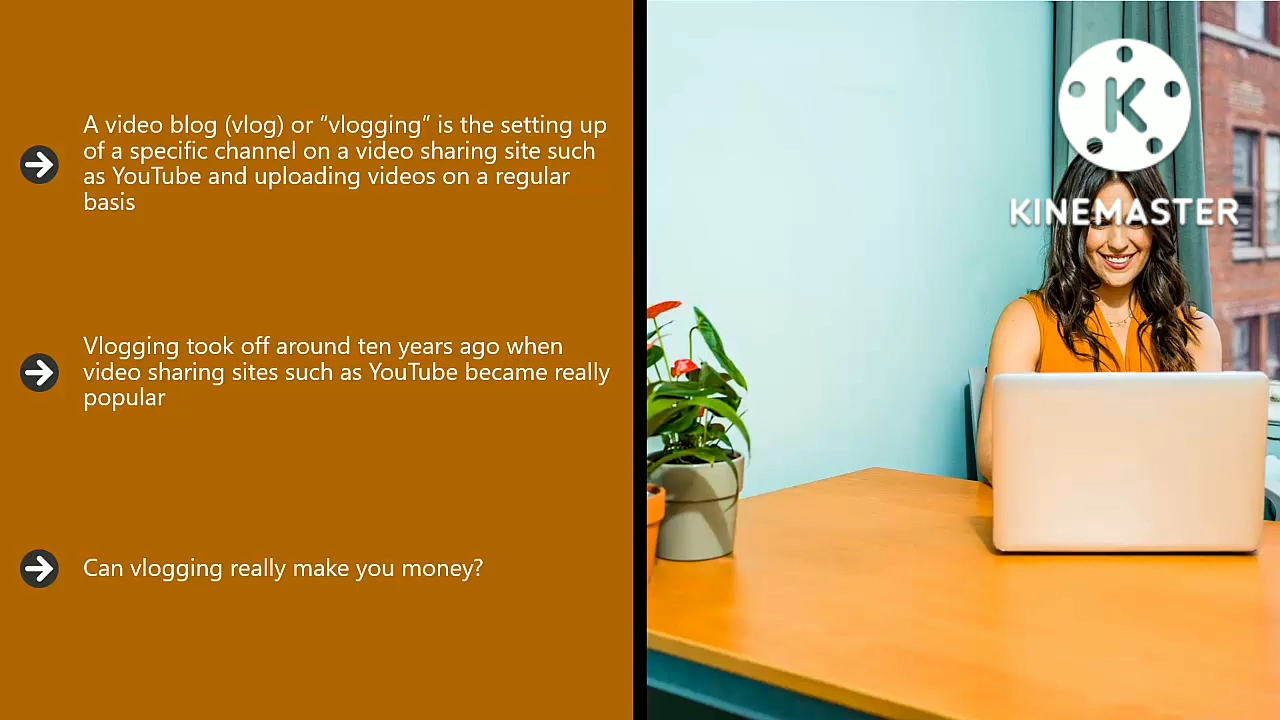 A video blog (vlog) or “vlogging” is the setting up
of a specific channel on a video sharing site such
as YouTube and uploading videos on a regular
basis
Vlogging took off around ten years ago when
video sharing sites such as YouTube became really
popular
Can vlogging really make you money?
K
KINEMASTER